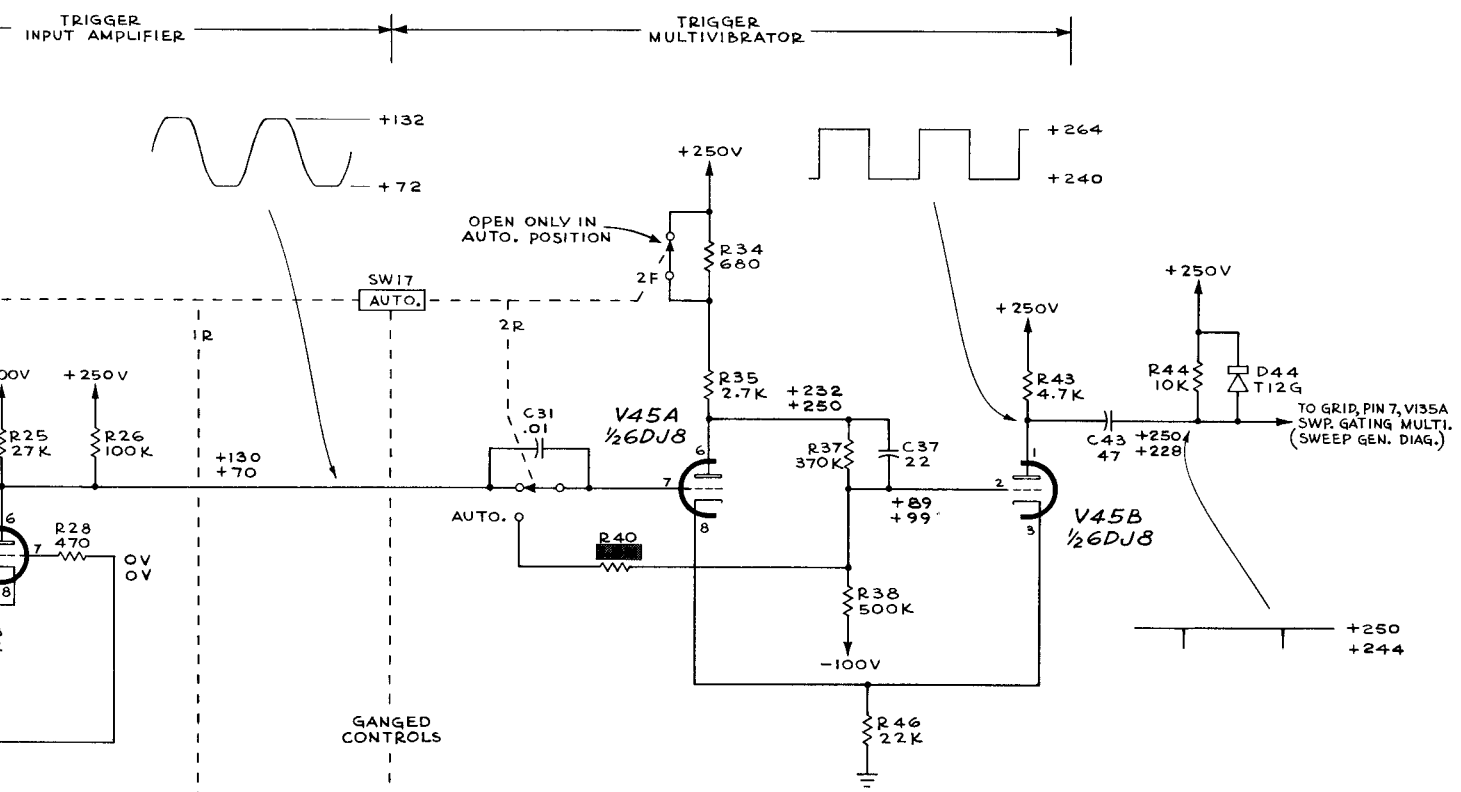 TRIGGER
INPUT AMPLIFIER
TRIGGER
MULTIVIBRATOR
+132
+72
+264
+240
+250V
OPEN ONLY IN
AUTO. POSITION
R34
680
2F
SW17
AUTO.
+250V
+250V
1R
2R
00V
+250V
R35
2.7K
+232
+250
R43
4.7K
R44
10K
D44
T12G
V45A
½6DJ8
C31
.01
TO GRID, PIN 7, V135A
SWP. GATING MULTI.
(SWEEP GEN. DIAG.)
R25
27K
R26
100K
+130
+70
6
R37
370K
C37
22
1
C43
47
+250
+228
7
2
AUTO.
8
+89
+99
3
V45B
½6DJ8
6
R28
470
7
0V
0V
R40
8
R38
500K
-100V
+250
+244
GANGED
CONTROLS
R46
22K